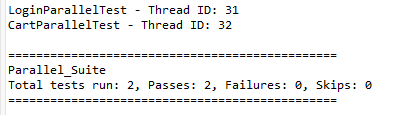 LoginParallelTest - Thread ID: 31
CartParallelTest - Thread ID: 32
===============================================
Parallel_Suite
Total tests run: 2, Passes: 2, Failures: 0, Skips: 0
===============================================